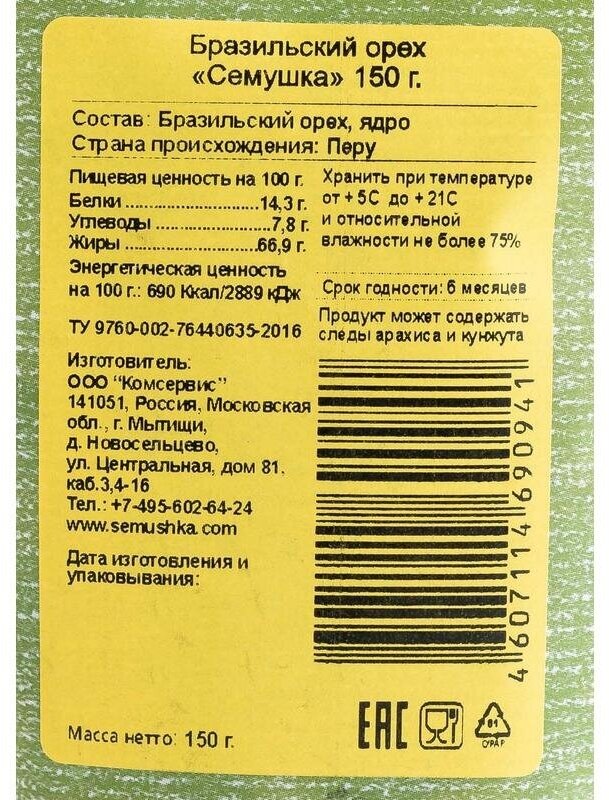 Бразильский орех
«Семушка» 150 г.
Состав: Бразильский орех, ядро
Страна происхождения: Перу
Пищевая ценность на 100 г.
Белки ........................14,3 г.
Углеводы ......................7,8 г.
Жиры ........................66,9 г.
Энергетическая ценность
на 100 г.: 690 Ккал/2889 кДж
ТУ 9760-002-76440635-2016
Изготовитель:
ООО “Комсервис”
141051, Россия, Московская
обл., г. Мытищи,
д. Новосельцево,
ул. Центральная, дом 81,
каб.3,4-16
Тел.: +7-495-602-64-24
www.semushka.com
Дата изготовления и
упаковывания:
Масса нетто: 150 г.
Хранить при температуре
от +5С до +21С
и относительной
влажности не более 75%
Срок годности: 6 месяцев
Продукт может содержать
следы арахиса и кунжута
4607114690941
ЕАС
81
C/PAP